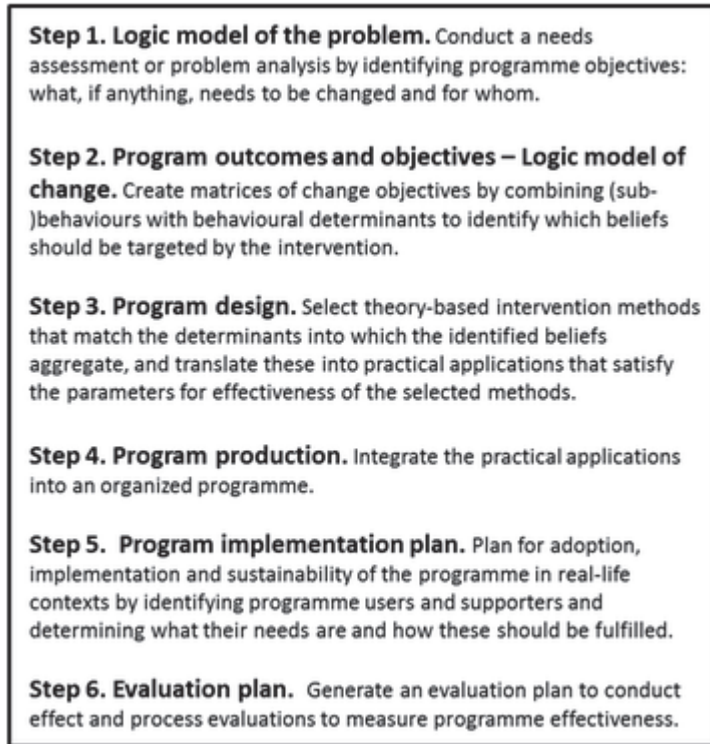 Step 1. Logic model of the problem. Conduct a needs
assessment or problem analysis by identifying programme objectives:
what, if anything, needs to be changed and for whom.
Step 2. Program outcomes and objectives – Logic model of
change. Create matrices of change objectives by combining (sub-
)behaviours with behavioural determinants to identify which beliefs
should be targeted by the intervention.
Step 3. Program design. Select theory-based intervention methods
that match the determinants into which the identified beliefs
aggregate, and translate these into practical applications that satisfy
the parameters for effectiveness of the selected methods.
Step 4. Program production. Integrate the practical applications
into an organized programme.
Step 5. Program implementation plan. Plan for adoption,
implementation and sustainability of the programme in real-life
contexts by identifying programme users and supporters and
determining what their needs are and how these should be fulfilled.
Step 6. Evaluation plan. Generate an evaluation plan to conduct
effect and process evaluations to measure programme effectiveness.